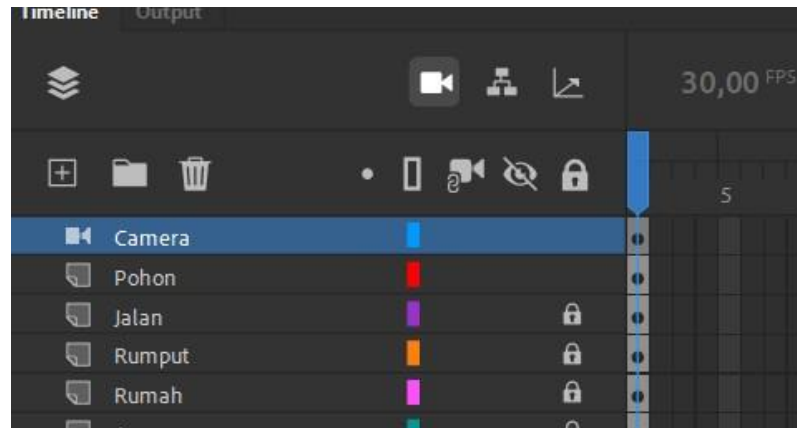 Timeline Output
30,00 FPS
5
Camera
Pohon
Jalan
Rumput
Rumah